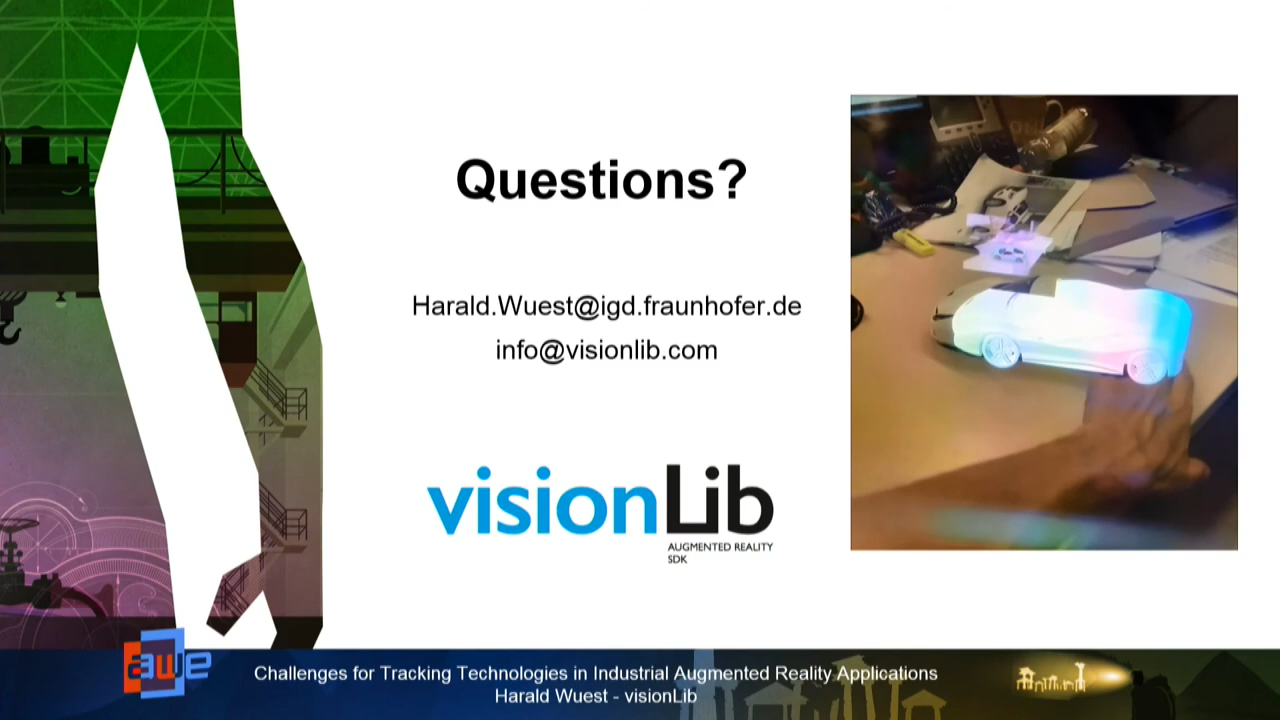 Questions?
Harald.Wuest@igd.fraunhofer.de
info@visionlib.com
visionLib
AUGMENTED REALITY
SDK
awe
Challenges for Tracking Technologies in Industrial Augmented Reality Applications
Harald Wuest - visionLib